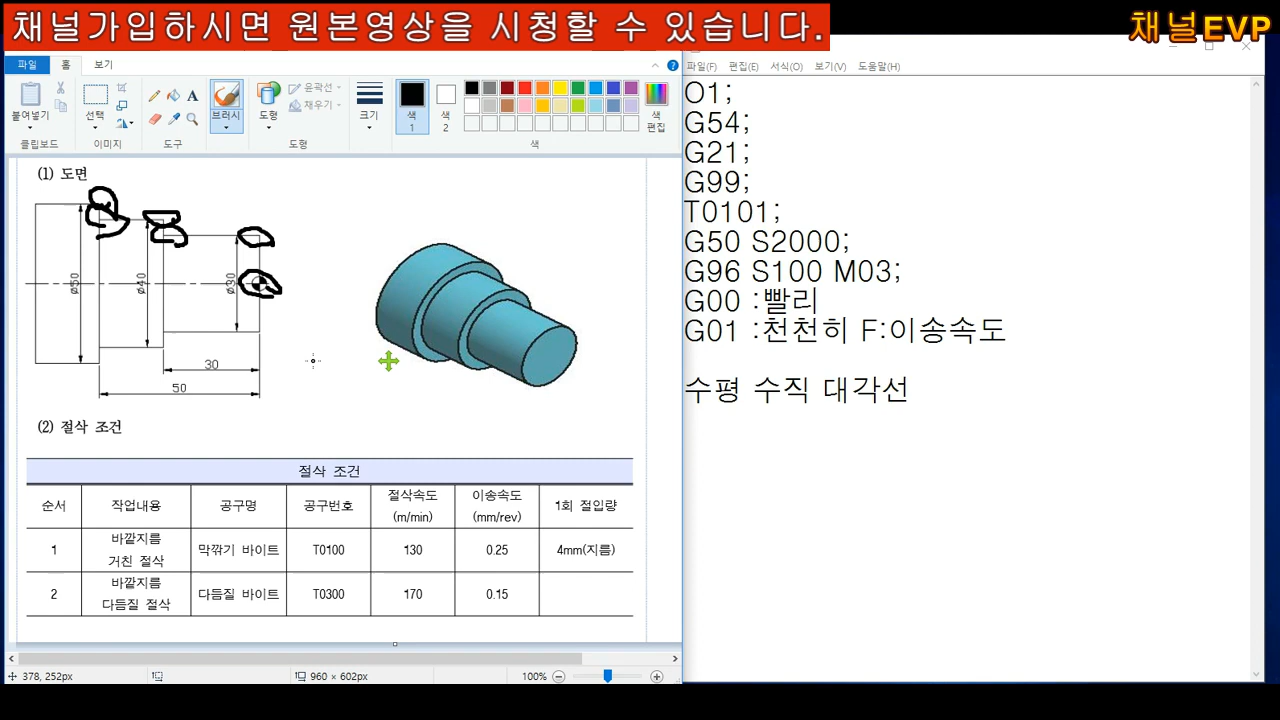 채널가입하시면 원본영상을 시청할 수 있습니다.
채널EVP
파일 홈 보기
붙여넣기
선택
A
브러시
도형
윤곽선
채우기
크기
색 1
색 2
색 편집
클립보드 이미지 도구 도형 색
(1) 도면
ø50 ø40 ø30
30
50
(2) 절삭 조건
절삭 조건
순서 작업내용 공구명 공구번호 절삭속도 (m/min) 이송속도 (mm/rev) 1회 절입량
1 바깥지름 거친 절삭 막깎기 바이트 T0100 130 0.25 4mm(지름)
2 바깥지름 다듬질 절삭 다듬질 바이트 T0300 170 0.15
378, 252px 960 × 602px 100%
파일(F) 편집(E) 서식(O) 보기(V) 도움말(H)
O1;
G54;
G21;
G99;
T0101;
G50 S2000;
G96 S100 M03;
G00 :빨리
G01 :천천히 F:이송속도
수평 수직 대각선